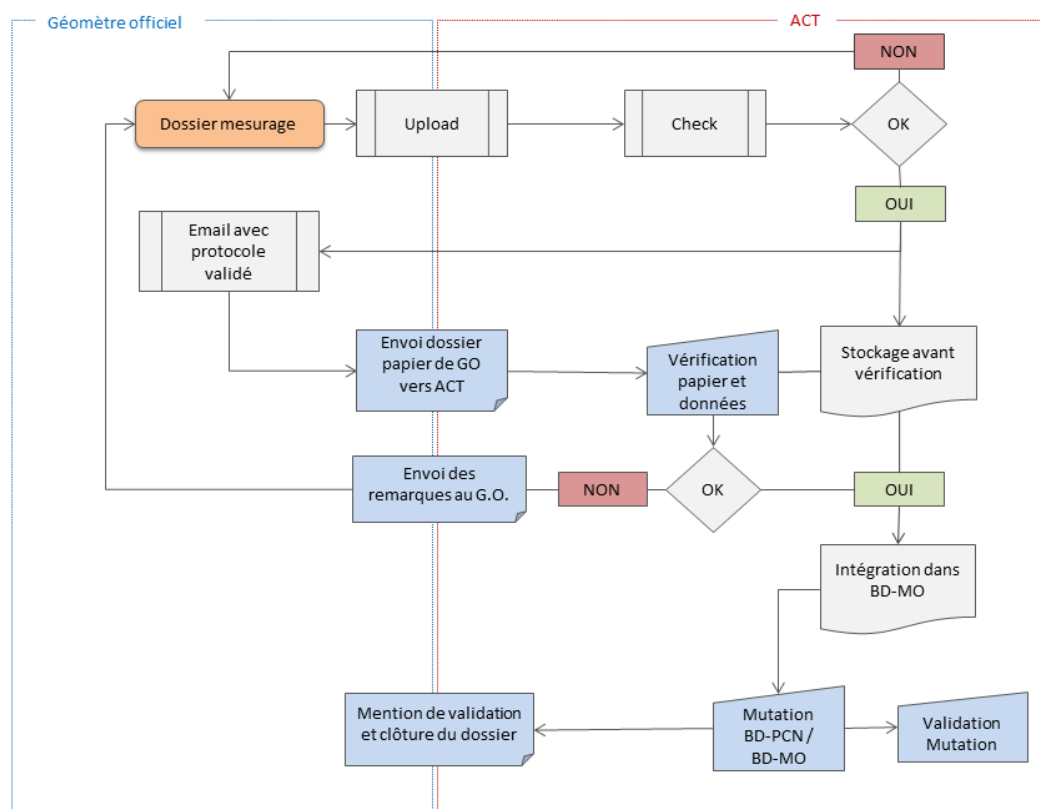 Géomètre officiel
ACT
NON
Dossier mesurage
Upload
Check
OK
OUI
Email avec
protocole
validé
Envoi dossier
papier de GO
vers ACT
Vérification
papier et
données
Stockage avant
vérification
Envoi des
remarques au G.O.
NON
OK
OUI
Intégration dans
BD-MO
Mention de validation
et clôture du dossier
Mutation
BD-PCN /
BD-MO
Validation
Mutation